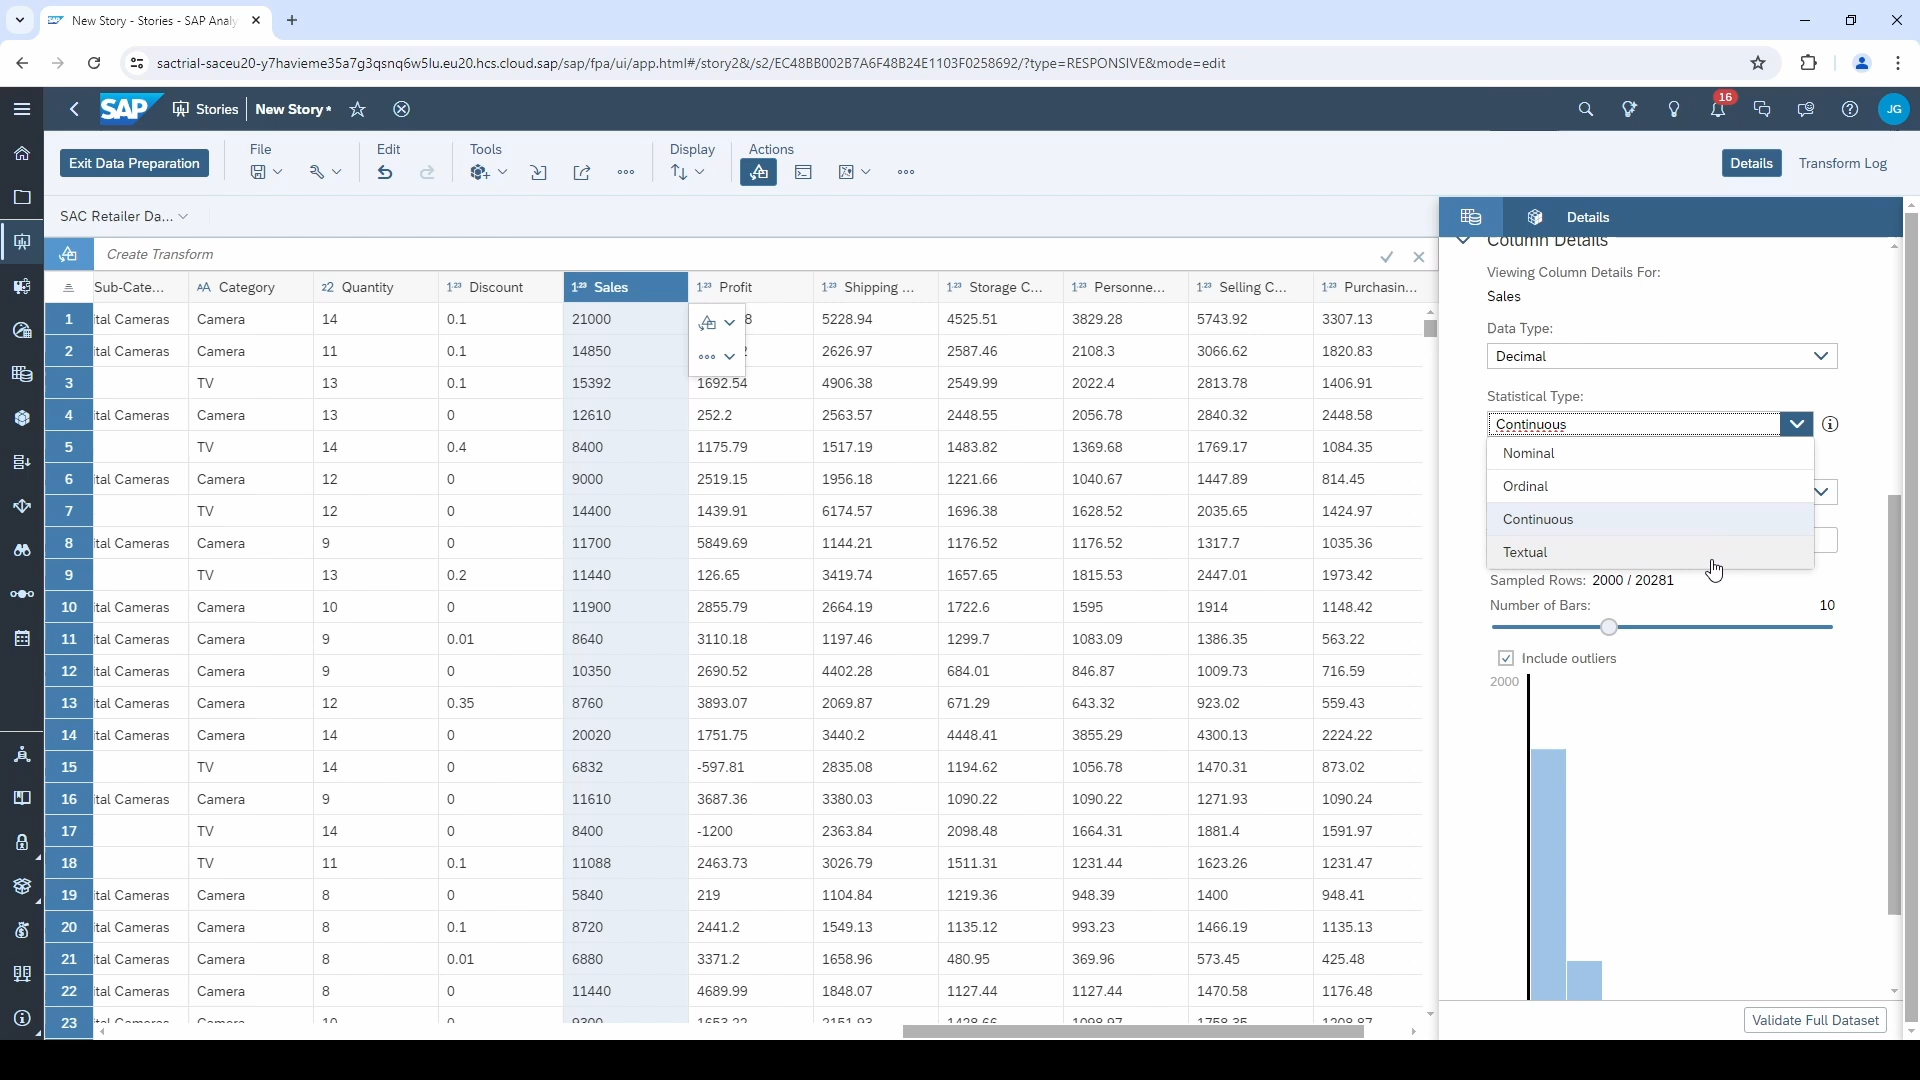 New Story - Stories - SAP Analy
sactrial-saceu20-y7havieme35a7g3qsnq6w5lu.eu20.hcs.cloud.sap/sap/fpa/ui/app.html#/story2&/s2/EC48BB002B7A6F48B24E1103F0258692/?type=RESPONSIVE&mode=edit
SAP Stories New Story* 16 JG
File Edit Tools Display Actions
Exit Data Preparation Details Transform Log
SAC Retailer Da... Details
Create Transform
Sub-Cate... Category Quantity Discount Sales Profit Shipping ... Storage C... Personne... Selling C... Purchasin...
1 ital Cameras Camera 14 0.1 21000 8 5228.94 4525.51 3829.28 5743.92 3307.13
2 ital Cameras Camera 11 0.1 14850 2626.97 2587.46 2108.3 3066.62 1820.83
3 TV 13 0.1 15392 1692.54 4906.38 2549.99 2022.4 2813.78 1406.91
4 ital Cameras Camera 13 0 12610 252.2 2563.57 2448.55 2056.78 2840.32 2448.58
5 TV 14 0.4 8400 1175.79 1517.19 1483.82 1369.68 1769.17 1084.35
6 ital Cameras Camera 12 0 9000 2519.15 1956.18 1221.66 1040.67 1447.89 814.45
7 TV 12 0 14400 1439.91 6174.57 1696.38 1628.52 2035.65 1424.97
8 ital Cameras Camera 9 0 11700 5849.69 1144.21 1176.52 1176.52 1317.7 1035.36
9 TV 13 0.2 11440 126.65 3419.74 1657.65 1815.53 2447.01 1973.42
10 ital Cameras Camera 10 0 11900 2855.79 2664.19 1722.6 1595 1914 1148.42
11 ital Cameras Camera 9 0.01 8640 3110.18 1197.46 1299.7 1083.09 1386.35 563.22
12 ital Cameras Camera 9 0 10350 2690.52 4402.28 684.01 846.87 1009.73 716.59
13 ital Cameras Camera 12 0.35 8760 3893.07 2069.87 671.29 643.32 923.02 559.43
14 ital Cameras Camera 14 0 20020 1751.75 3440.2 4448.41 3855.29 4300.13 2224.22
15 TV 14 0 6832 -597.81 2835.08 1194.62 1056.78 1470.31 873.02
16 ital Cameras Camera 9 0 11610 3687.36 3380.03 1090.22 1090.22 1271.93 1090.24
17 TV 14 0 8400 -1200 2363.84 2098.48 1664.31 1881.4 1591.97
18 TV 11 0.1 11088 2463.73 3026.79 1511.31 1231.44 1623.26 1231.47
19 ital Cameras Camera 8 0 5840 219 1104.84 1219.36 948.39 1400 948.41
20 ital Cameras Camera 8 0.1 8720 2441.2 1549.13 1135.12 993.23 1466.19 1135.13
21 ital Cameras Camera 8 0.01 6880 3371.2 1658.96 480.95 369.96 573.45 425.48
22 ital Cameras Camera 8 0 11440 4689.99 1848.07 1127.44 1127.44 1470.58 1176.48
23
Column Details
Viewing Column Details For:
Sales
Data Type:
Decimal
Statistical Type:
Continuous
Nominal
Ordinal
Continuous
Textual
Sampled Rows: 2000 / 20281
Number of Bars: 10
Include outliers
2000
Validate Full Dataset